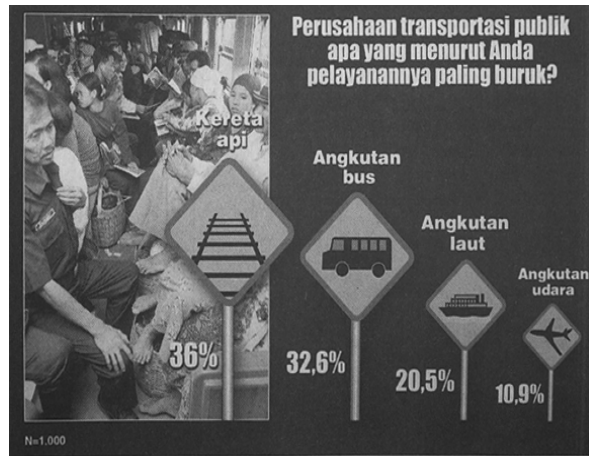 Perusahaan transportasi publik
apa yang menurut Anda
pelayanannya paling buruk?
Kereta
api
36%
Angkutan
bus
32,6%
Angkutan
laut
20,5%
Angkutan
udara
10,9%
N=1.000